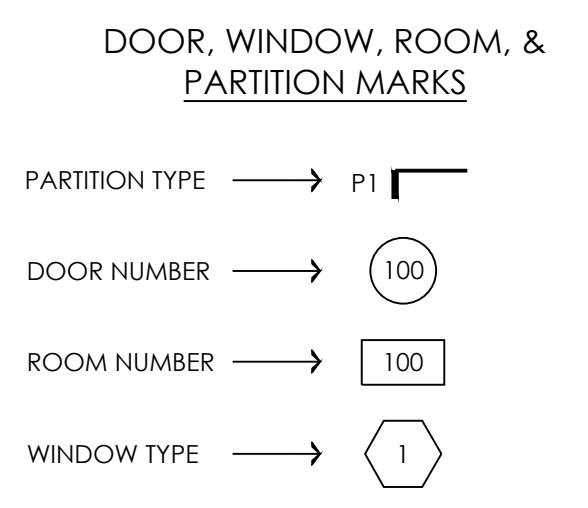 DOOR, WINDOW, ROOM, &
PARTITION MARKS
PARTITION TYPE P1
DOOR NUMBER 100
ROOM NUMBER 100
WINDOW TYPE 1